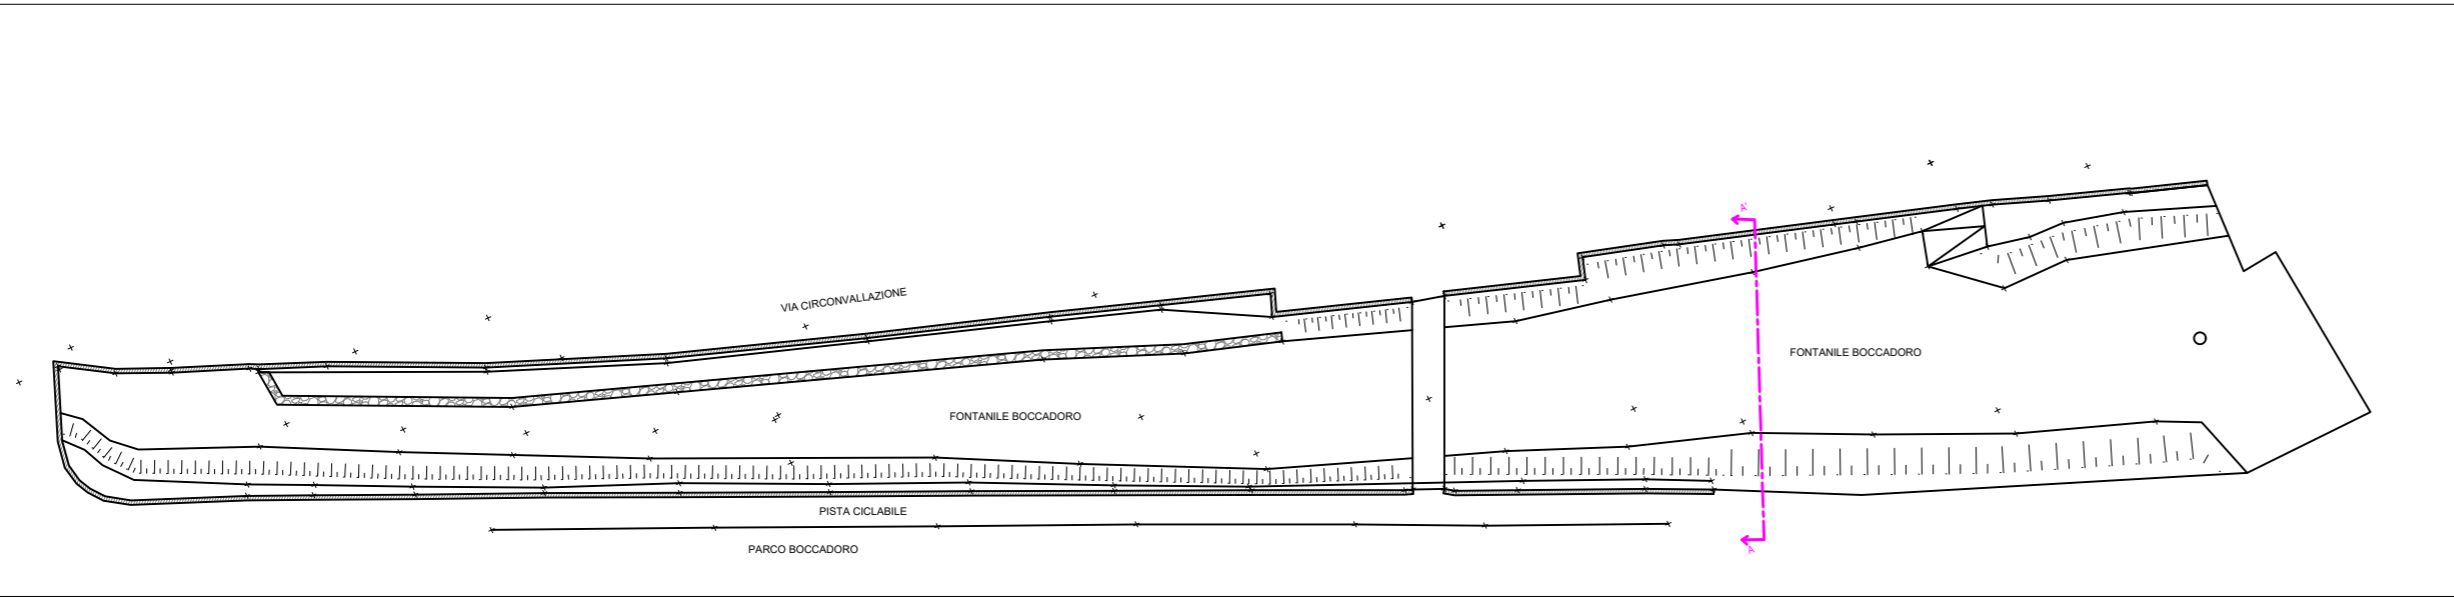 A'
VIA CIRCONVALLAZIONE
FONTANILE BOCCADORO
FONTANILE BOCCADORO
PISTA CICLABILE
PARCO BOCCADORO
A